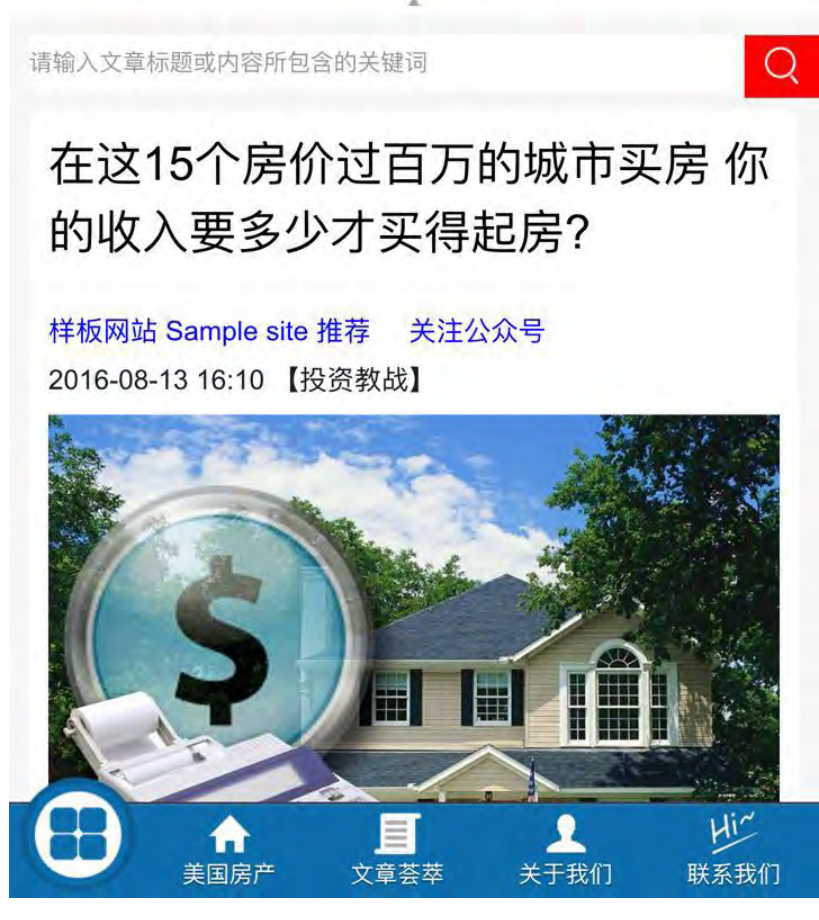 请输入文章标题或内容所包含的关键词
在这15个房价过百万的城市买房 你
的收入要多少才买得起房?
样板网站 Sample site 推荐 关注公众号
2016-08-13 16:10 【投资教战】
$
美国房产 文章荟萃 关于我们 Hi~ 联系我们